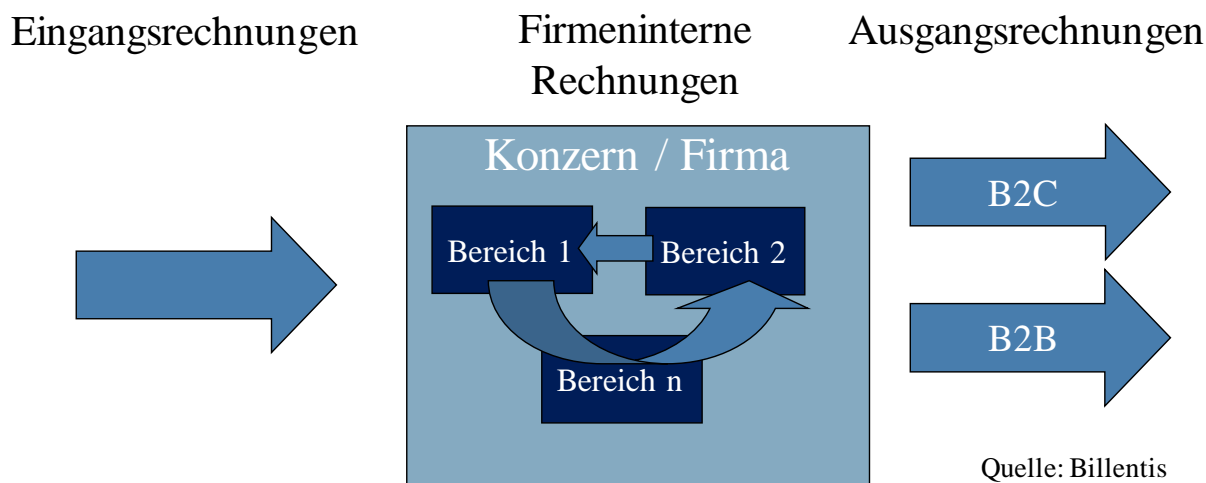 Eingangsrechnungen
Firmeninterne
Rechnungen
Ausgangsrechnungen
Konzern / Firma
Bereich 1
Bereich 2
Bereich n
B2C
B2B
Quelle: Billentis